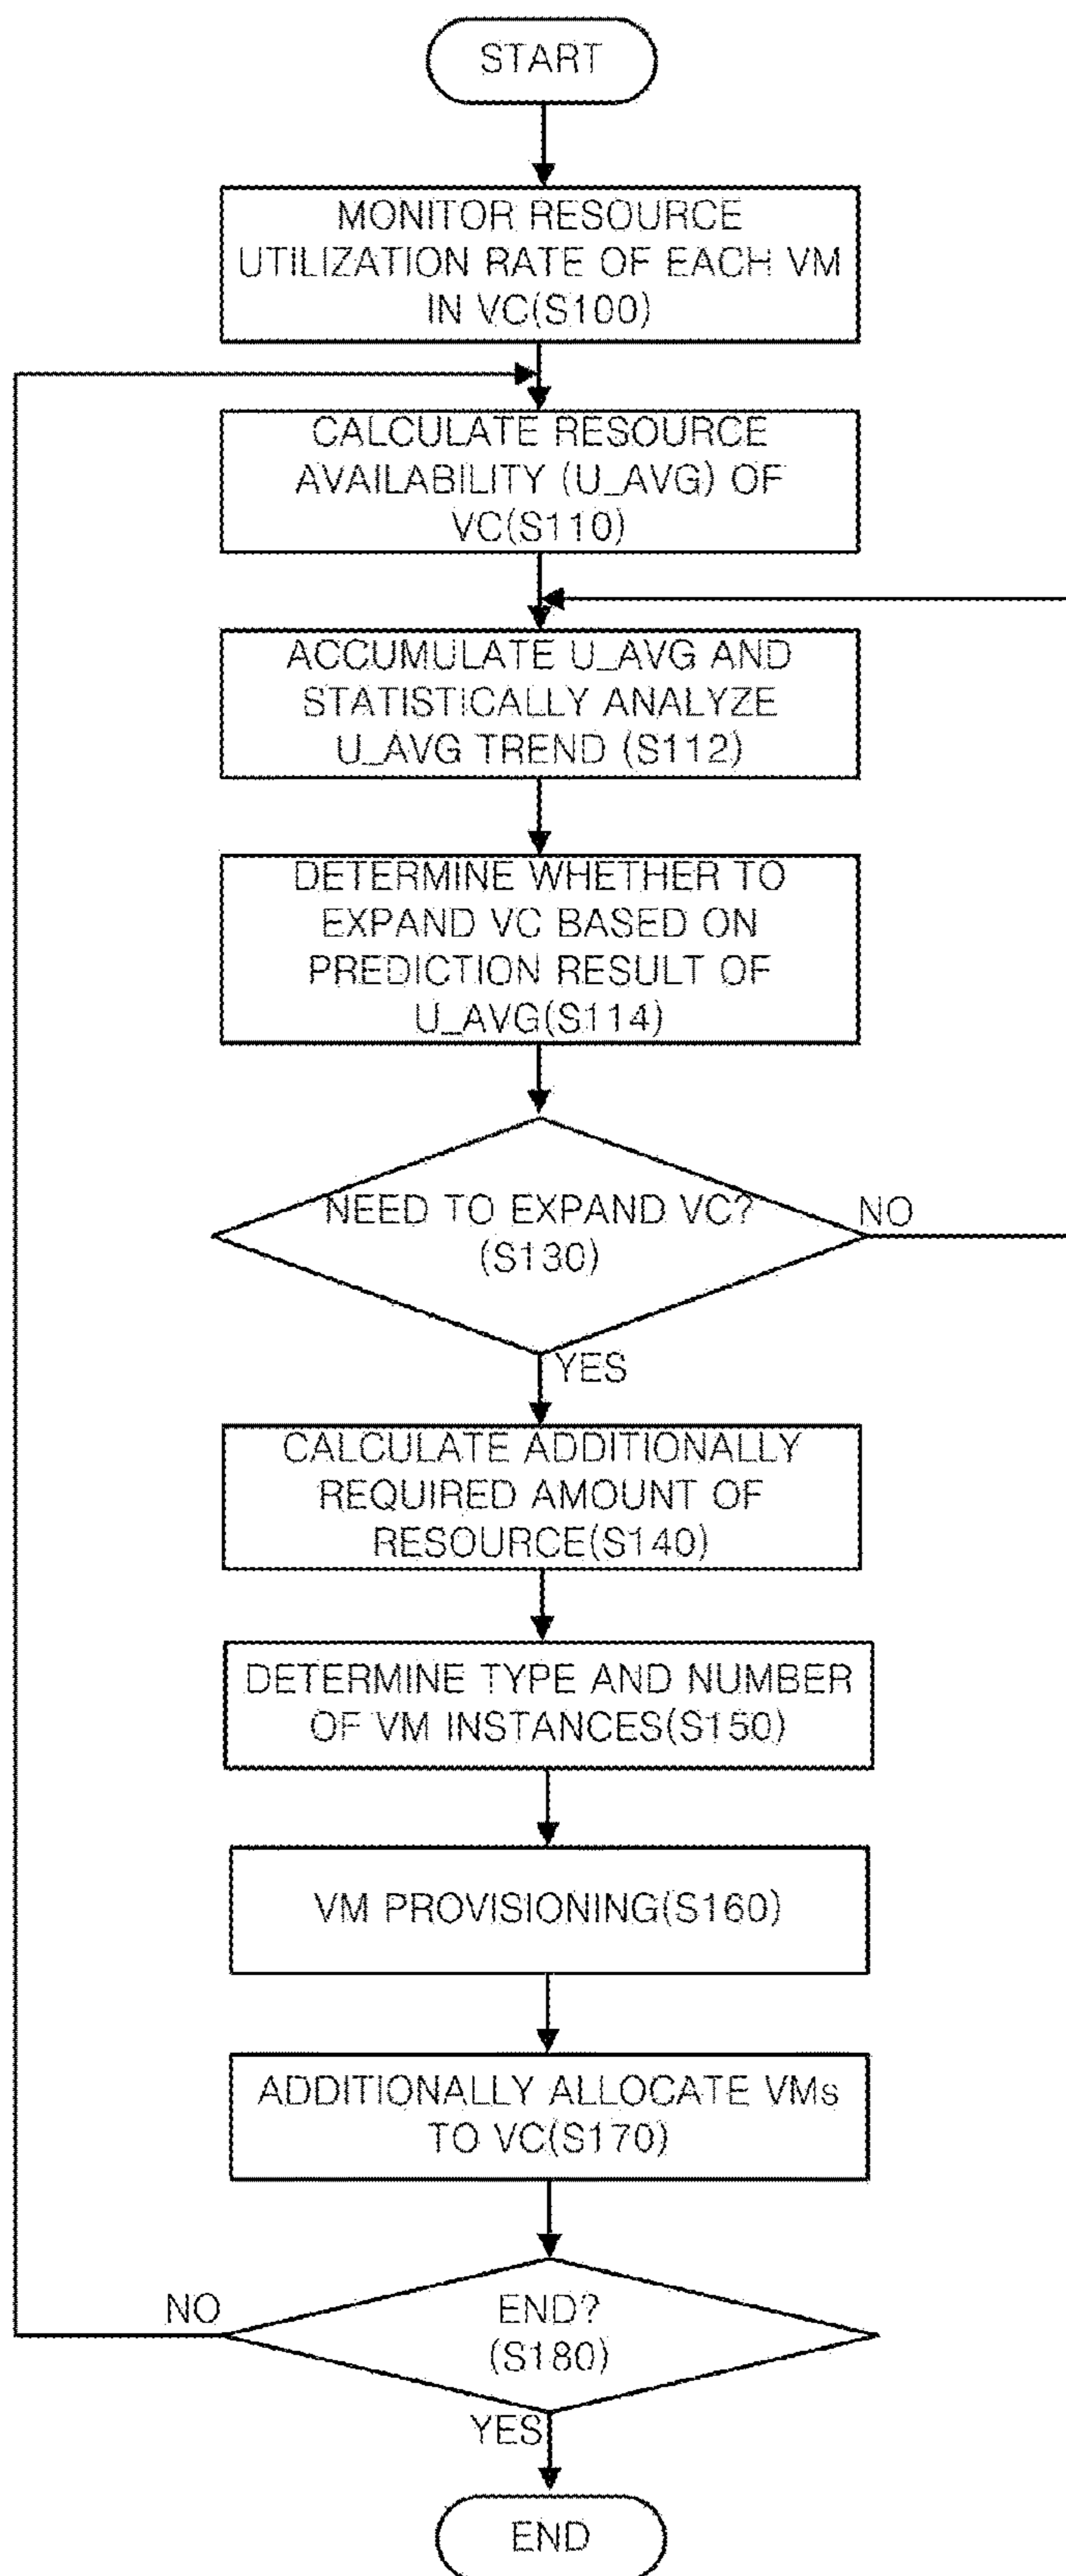 START
MONITOR RESOURCE
UTILIZATION RATE OF EACH VM
IN VC(S100)
CALCULATE RESOURCE
AVAILABILITY (U_AVG) OF
VC(S110)
ACCUMULATE U_AVG AND
STATISTICALLY ANALYZE
U_AVG TREND (S112)
DETERMINE WHETHER TO
EXPAND VC BASED ON
PREDICTION RESULT OF
U_AVG(S114)
NEED TO EXPAND VC?
(S130)
NO
YES
CALCULATE ADDITIONALLY
REQUIRED AMOUNT OF
RESOURCE(S140)
DETERMINE TYPE AND NUMBER
OF VM INSTANCES(S150)
VM PROVISIONING(S160)
ADDITIONALLY ALLOCATE VMs
TO VC(S170)
NO
END?
(S180)
YES
END